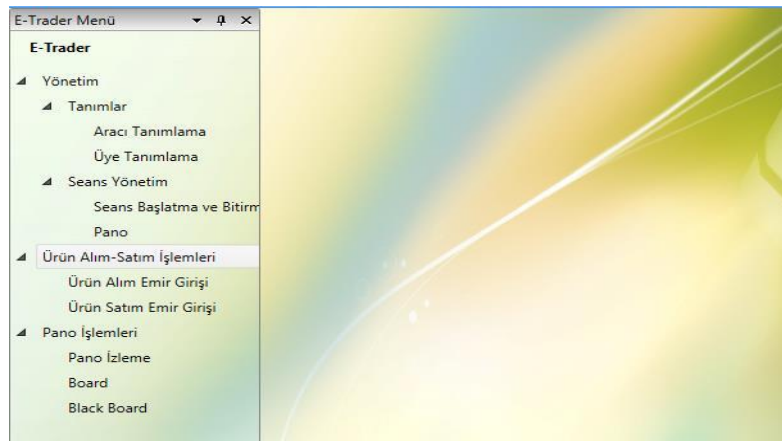 E-Trader Menü
E-Trader
Yönetim
Tanımlar
Aracı Tanımlama
Üye Tanımlama
Seans Yönetim
Seans Başlatma ve Bitirm
Pano
Ürün Alım-Satım İşlemleri
Ürün Alım Emir Girişi
Ürün Satım Emir Girişi
Pano İşlemleri
Pano İzleme
Board
Black Board